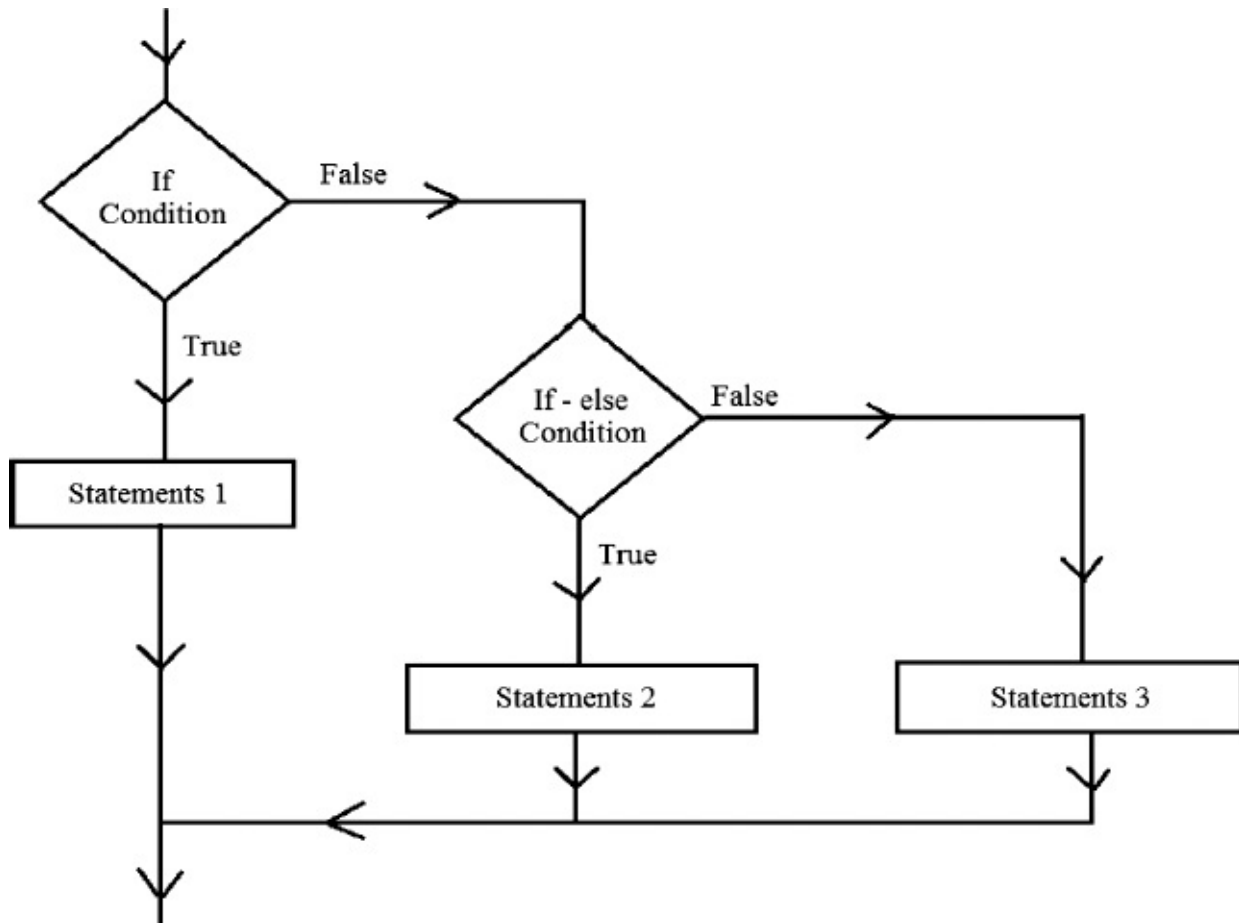 If
Condition
False
True
If - else
Condition
False
Statements 1
True
Statements 2
Statements 3